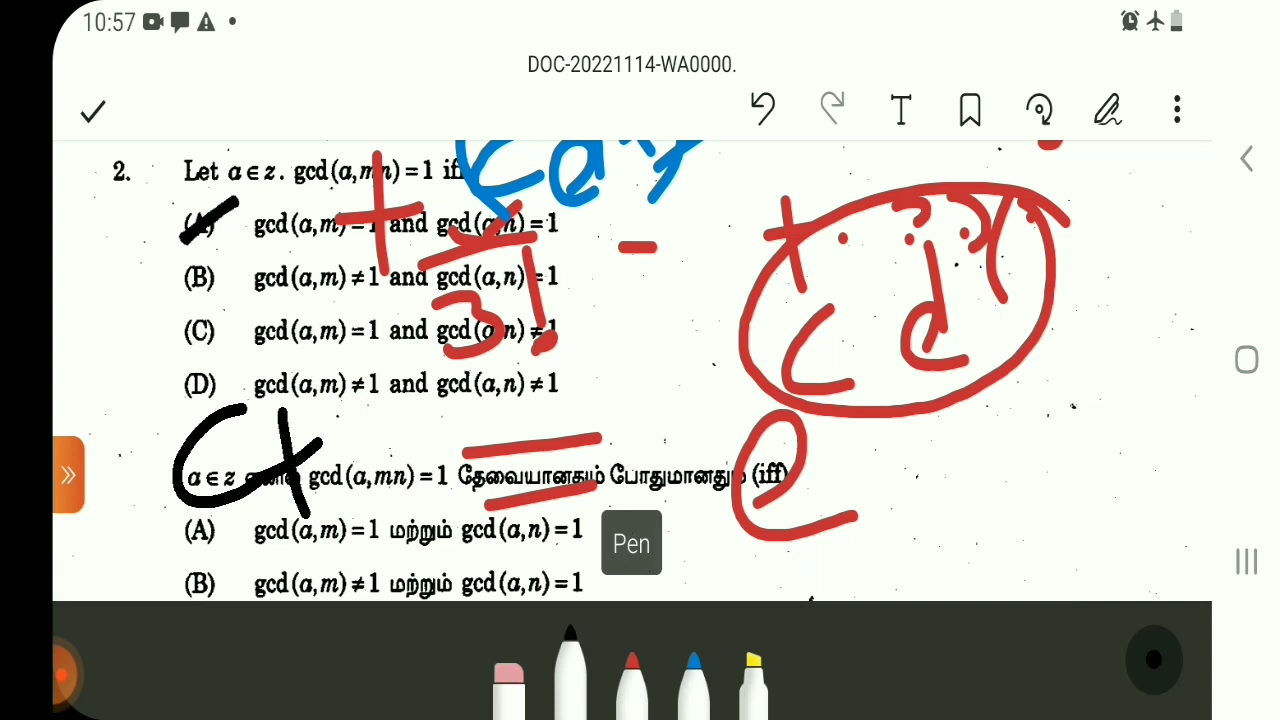 10:57
DOC-20221114-WA0000.
T
2. Let a ∈ z. gcd(a,mn) = 1 iff
(A) gcd(a,m) = 1 and gcd(a,n) = 1
(B) gcd(a,m) ≠ 1 and gcd(a,n) = 1
(C) gcd(a,m) = 1 and gcd(a,n) ≠ 1
(D) gcd(a,m) ≠ 1 and gcd(a,n) ≠ 1
3!
a ∈ z gcd(a,mn) = 1 தேவையானதும் போதுமானதும் (iff)
(A) gcd(a,m) = 1 மற்றும் gcd(a,n) = 1
Pen
(B) gcd(a,m) ≠ 1 மற்றும் gcd(a,n) = 1